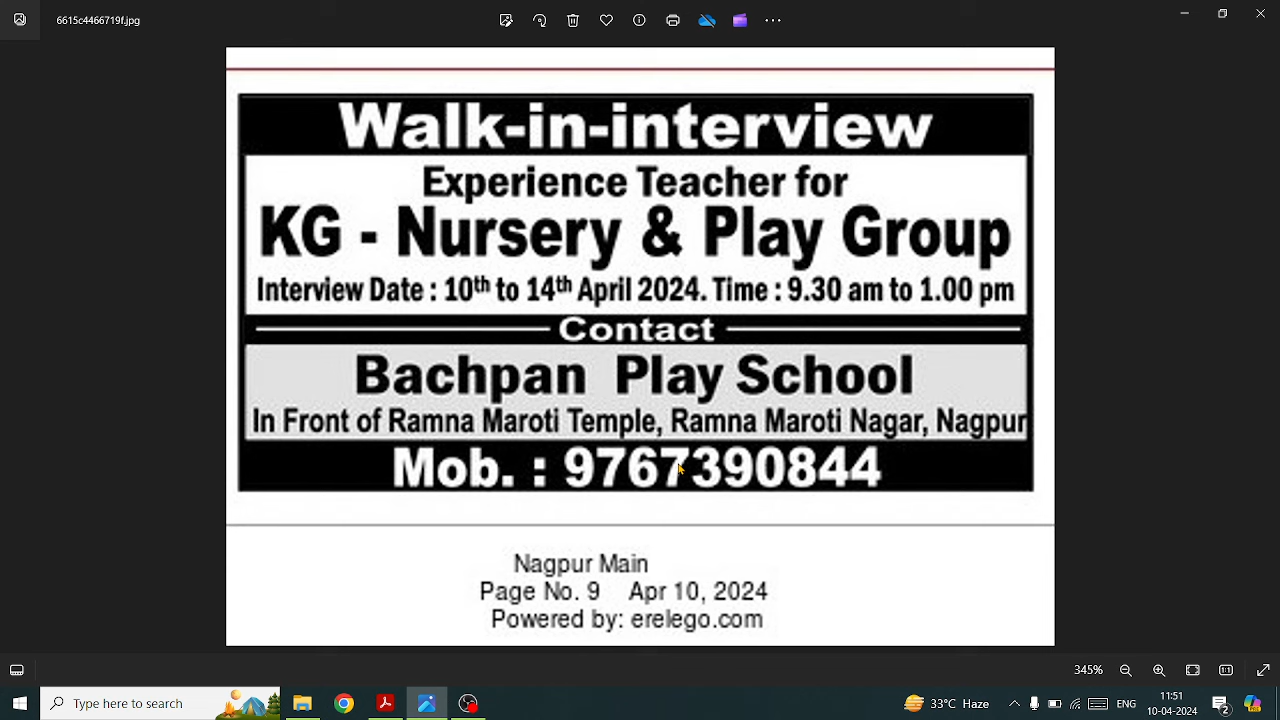 6615c4466719.jpg
Walk-in-interview
Experience Teacher for
KG - Nursery & Play Group
Interview Date : 10th to 14th April 2024. Time : 9.30 am to 1.00 pm
Contact
Bachpan Play School
In Front of Ramna Maroti Temple, Ramna Maroti Nagar, Nagpur
Mob. : 9767390844
Nagpur Main
Page No. 9 Apr 10, 2024
Powered by: erelego.com
345%
Type here to search
33°C Haze
ENG
11:51
10-04-2024
2